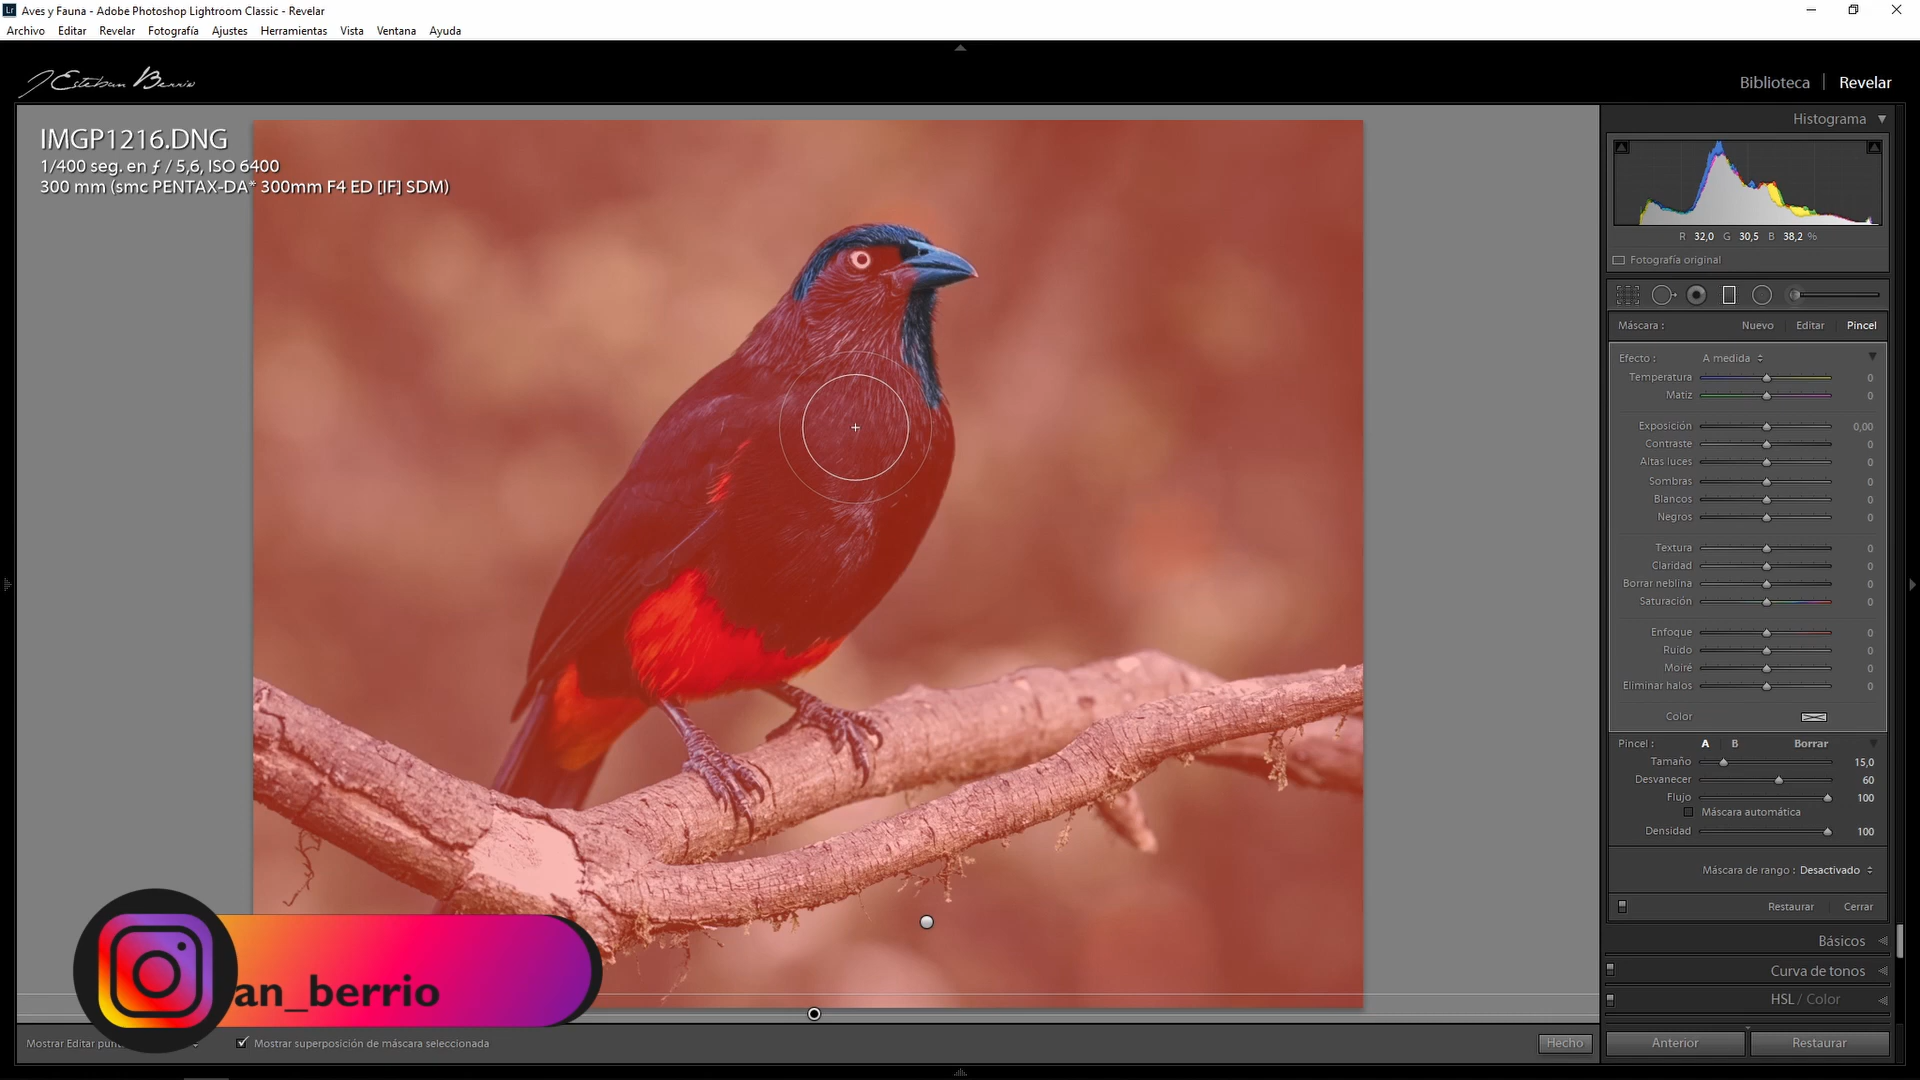 Aves y Fauna - Adobe Photoshop Lightroom Classic - Revelar
Archivo Editar Revelar Fotografía Ajustes Herramientas Vista Ventana Ayuda
J Esteban Berrio
Biblioteca | Revelar
IMGP1216.DNG
1/400 seg. en ƒ / 5,6, ISO 6400
300 mm (smc PENTAX-DA* 300mm F4 ED [IF] SDM)
Histograma
R 32,0 G 30,5 B 38,2 %
Fotografía original
Máscara : Nuevo Editar Pincel
Efecto : A medida
Temperatura 0
Matiz 0
Exposición 0,00
Contraste 0
Altas luces 0
Sombras 0
Blancos 0
Negros 0
Textura 0
Claridad 0
Borrar neblina 0
Saturación 0
Enfoque 0
Ruido 0
Moiré 0
Eliminar halos 0
Color
Pincel : A B Borrar
Tamaño 15,0
Desvanecer 60
Flujo 100
Máscara automática
Densidad 100
Máscara de rango : Desactivado
Restaurar Cerrar
Básicos
Curva de tonos
HSL / Color
an_berrio
Mostrar Editar
Mostrar superposición de máscara seleccionada
Hecho
Anterior Restaurar